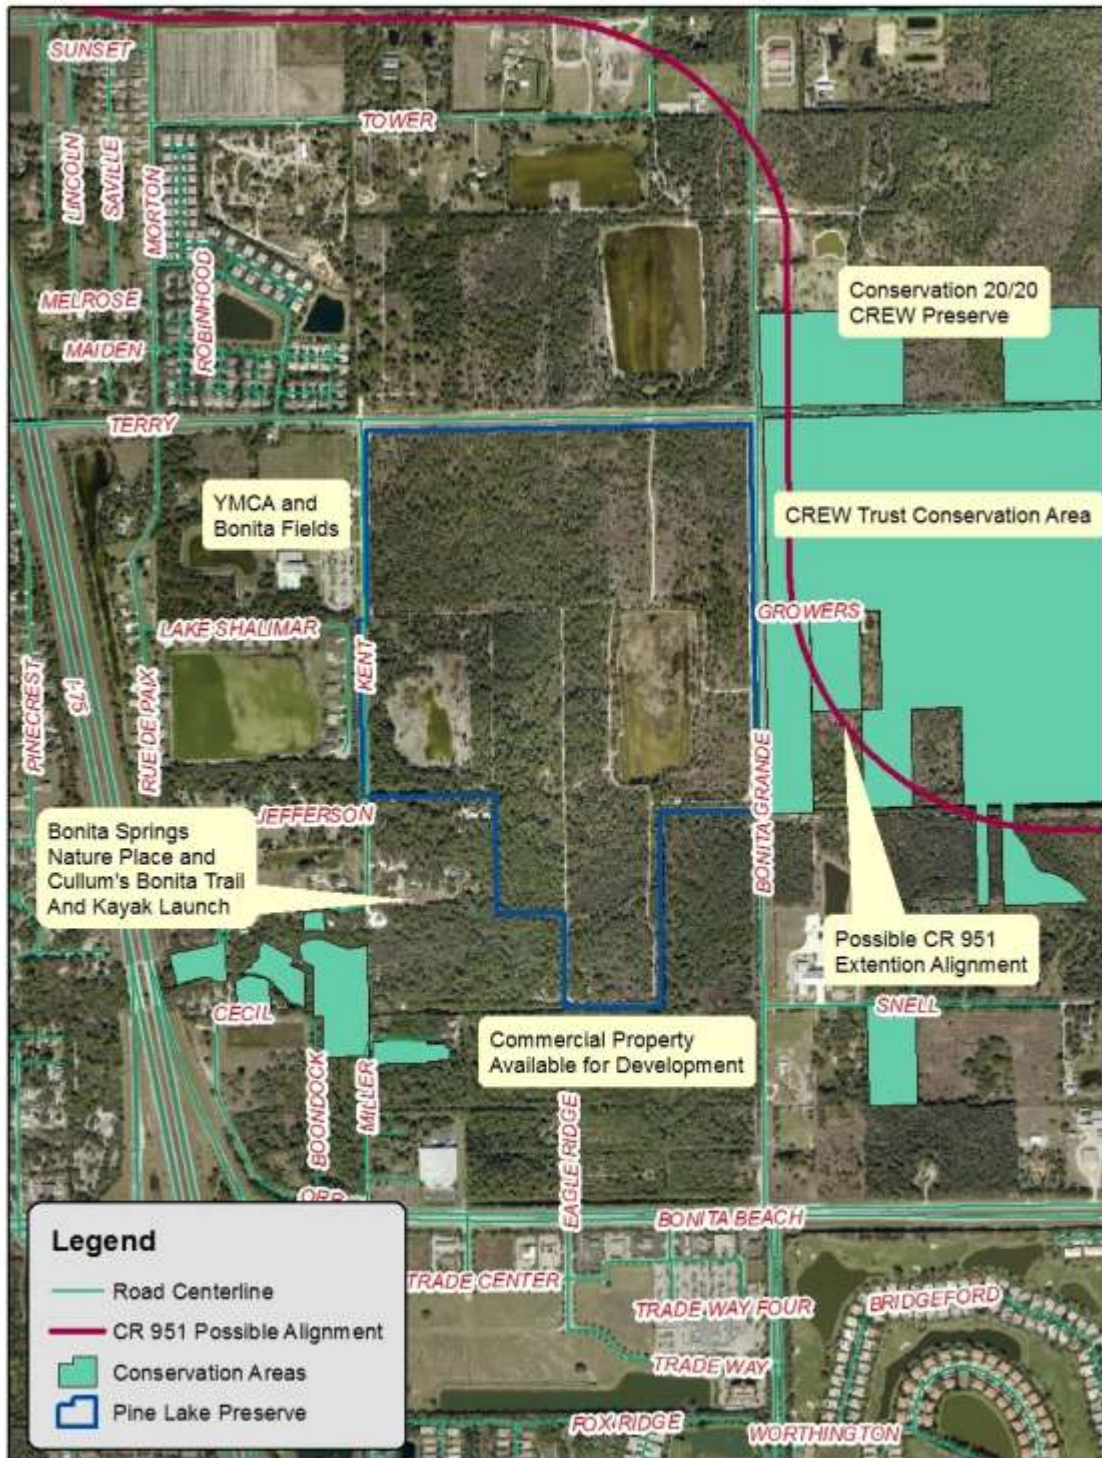 SUNSET
TOWER
LINCOLN
SAVILLE
MORTON
ROBINHOOD
MELROSE
MAIDEN
Conservation 20/20
CREW Preserve
TERRY
YMCA and
Bonita Fields
CREW Trust Conservation Area
GROWERS
LAKE SHALIMAR
KENT
PINECREST
I-75
RUE DE PAIX
BONITA GRANDE
JEFFERSON
Bonita Springs
Nature Place and
Cullum's Bonita Trail
And Kayak Launch
Possible CR 951
Extention Alignment
SNELL
CECIL
Commercial Property
Available for Development
BOONDOCK
MILLER
EAGLE RIDGE
BONITA BEACH
TRADE CENTER
TRADE WAY FOUR
BRIDGEFORD
TRADE WAY
FOX RIDGE
WORTHINGTON
Legend
Road Centerline
CR 951 Possible Alignment
Conservation Areas
Pine Lake Preserve